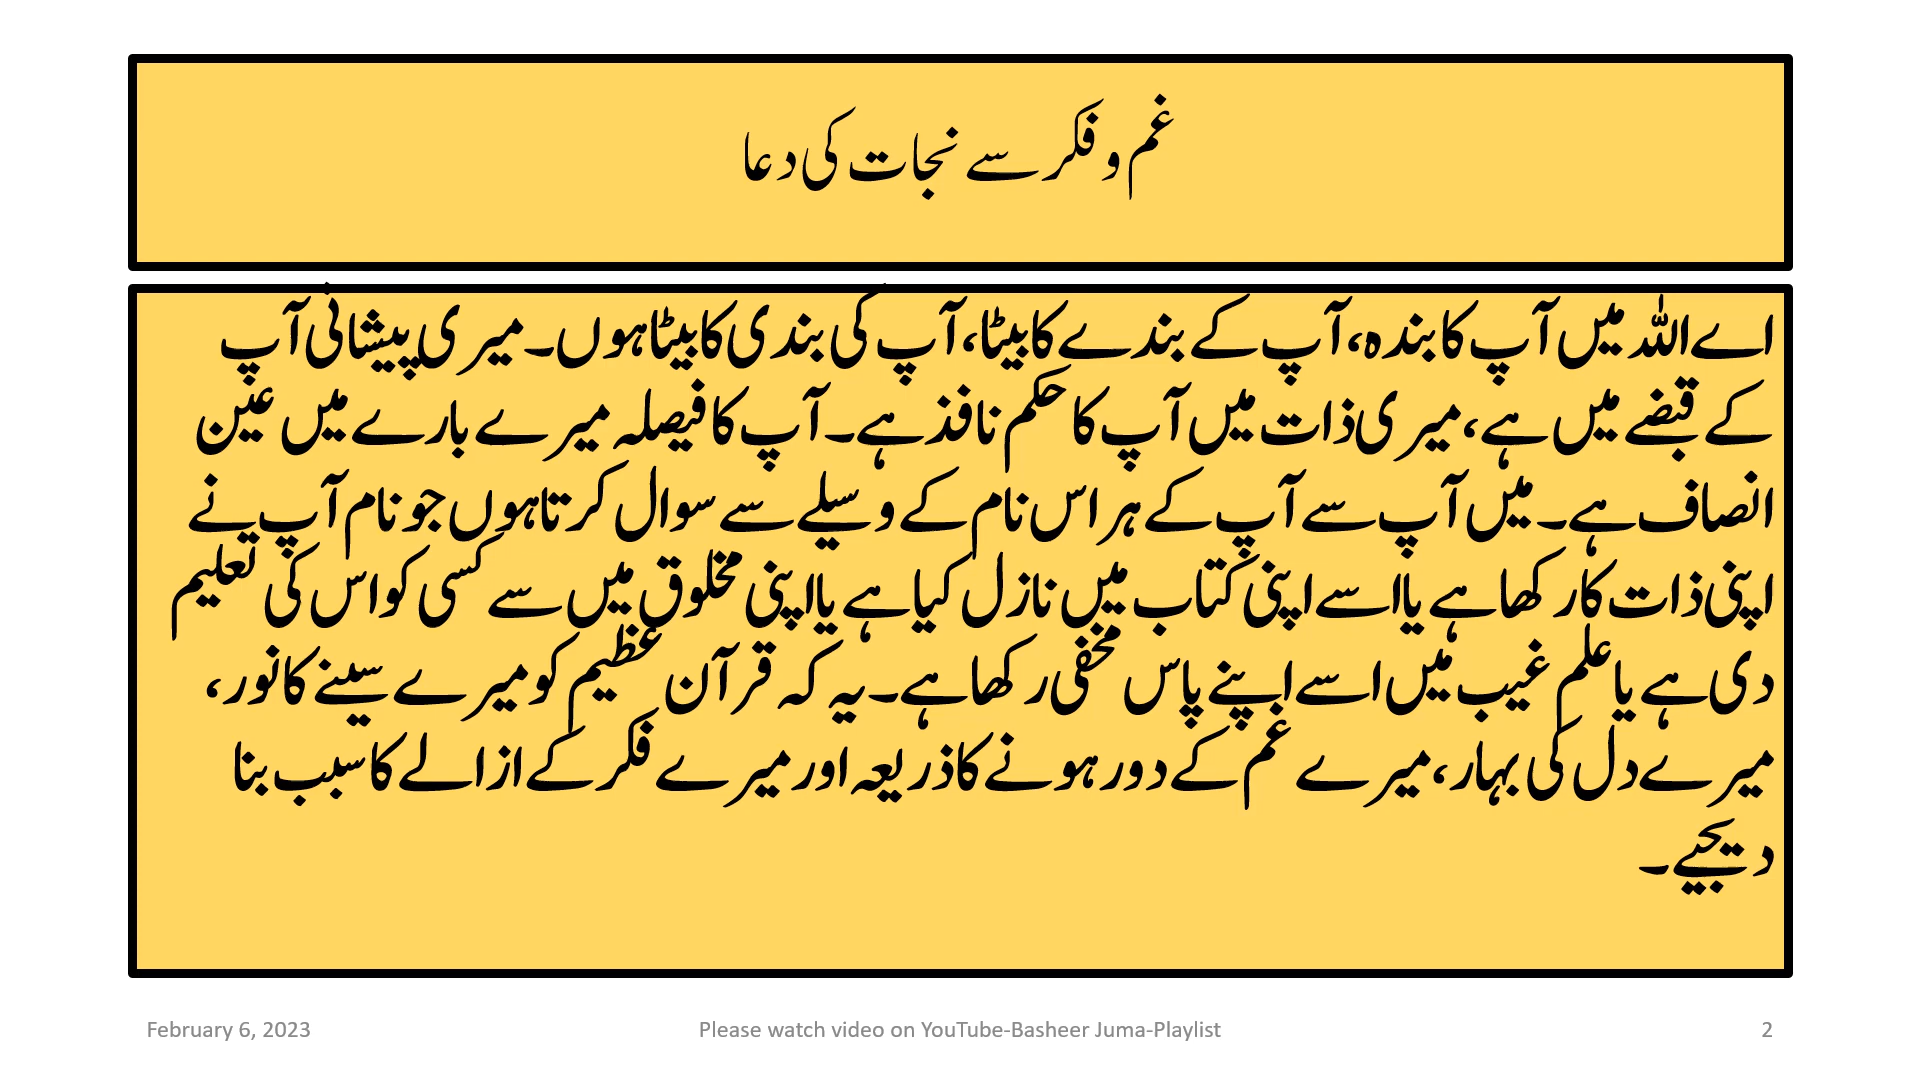 غم و فکر سے نجات کی دعا
اے اللہ میں آپ کا بندہ، آپ کے بندے کا بیٹا، آپ کی بندی کا بیٹا ہوں۔ میری پیشانی آپ
کے قبضے میں ہے، میری ذات میں آپ کا حکم نافذ ہے۔ آپ کا فیصلہ میرے بارے میں عین
انصاف ہے۔ میں آپ سے آپ کے ہر اس نام کے وسیلے سے سوال کرتا ہوں جو نام آپ نے
اپنی ذات کا رکھا ہے یا اسے اپنی کتاب میں نازل کیا ہے یا اپنی مخلوق میں سے کسی کو اس کی تعلیم
دی ہے یا علم غیب میں اسے اپنے پاس مخفی رکھا ہے۔ یہ کہ قرآن عظیم کو میرے سینے کا نور،
میرے دل کی بہار، میرے غم کے دور ہونے کا ذریعہ اور میرے فکر کے ازالے کا سبب بنا
دیجیے۔
February 6, 2023
Please watch video on YouTube-Basheer Juma-Playlist
2